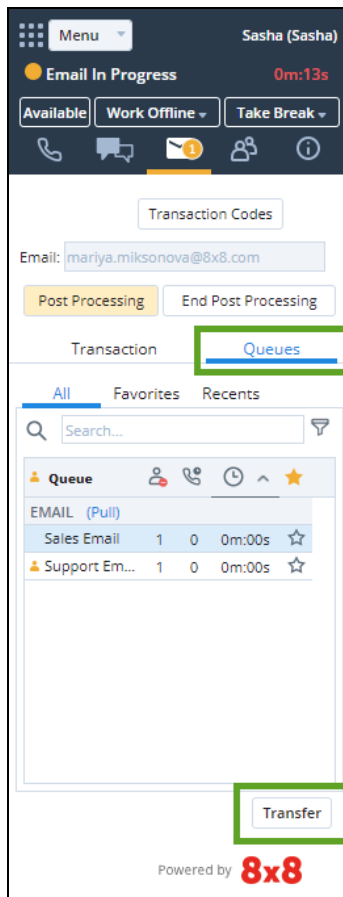 Menu Sasha (Sasha)
Email In Progress 0m:13s
Available Work Offline Take Break
1
Transaction Codes
Email: mariya.miksonova@8x8.com
Post Processing End Post Processing
Transaction Queues
All Favorites Recents
Search...
Queue
EMAIL (Pull)
Sales Email 1 0 0m:00s
Support Em... 1 0 0m:00s
Transfer
Powered by 8x8